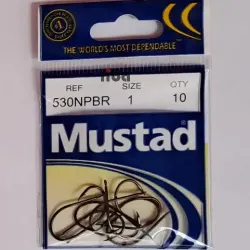 "THE WORLD'S MOST DEPENDABLE"
REF SIZE QTY
530NPBR 1 10
Mustad